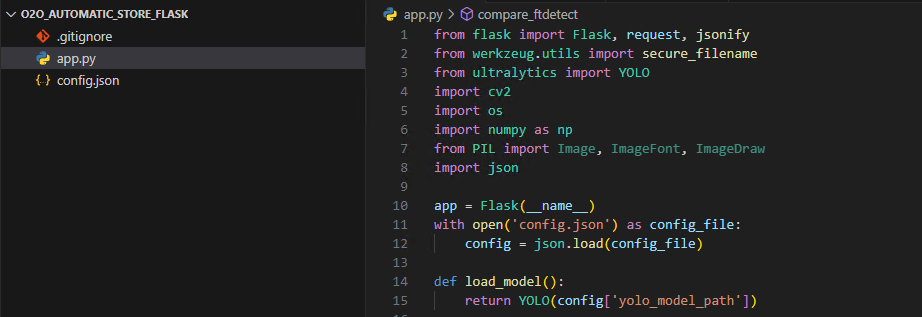 O2O_AUTOMATIC_STORE_FLASK
.gitignore
app.py
config.json
app.py > compare_ftdetect
1 from flask import Flask, request, jsonify
2 from werkzeug.utils import secure_filename
3 from ultralytics import YOLO
4 import cv2
5 import os
6 import numpy as np
7 from PIL import Image, ImageFont, ImageDraw
8 import json
9
10 app = Flask(__name__)
11 with open('config.json') as config_file:
12     config = json.load(config_file)
13
14 def load_model():
15     return YOLO(config['yolo_model_path'])